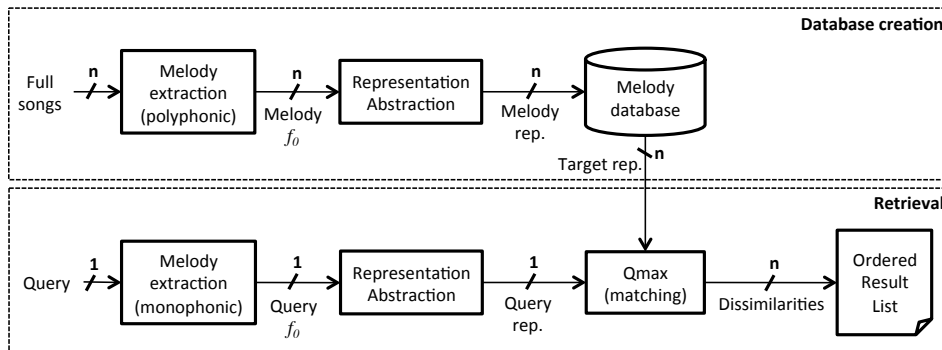 Database creation
Full
songs
n
Melody
extraction
(polyphonic)
n
Melody
f0
Representation
Abstraction
n
Melody
rep.
Melody
database
Target rep.
n
Retrieval
Query
1
Melody
extraction
(monophonic)
1
Query
f0
Representation
Abstraction
1
Query
rep.
Qmax
(matching)
n
Dissimilarities
Ordered
Result
List